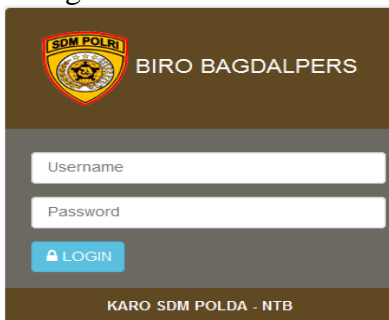 SDM POLRI
BIRO BAGDALPERS
Username
Password
LOGIN
KARO SDM POLDA - NTB